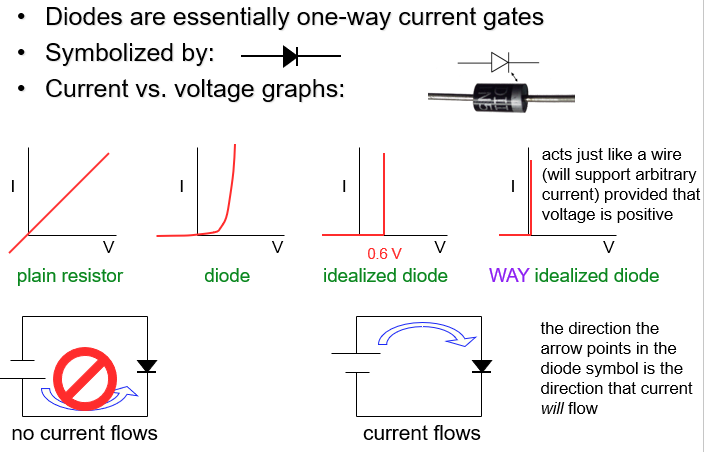 • Diodes are essentially one-way current gates
• Symbolized by:
• Current vs. voltage graphs:
I
V
plain resistor
I
V
diode
I
0.6 V
V
idealized diode
I
V
WAY idealized diode
acts just like a wire
(will support arbitrary
current) provided that
voltage is positive
no current flows
current flows
the direction the
arrow points in the
diode symbol is the
direction that current
will flow